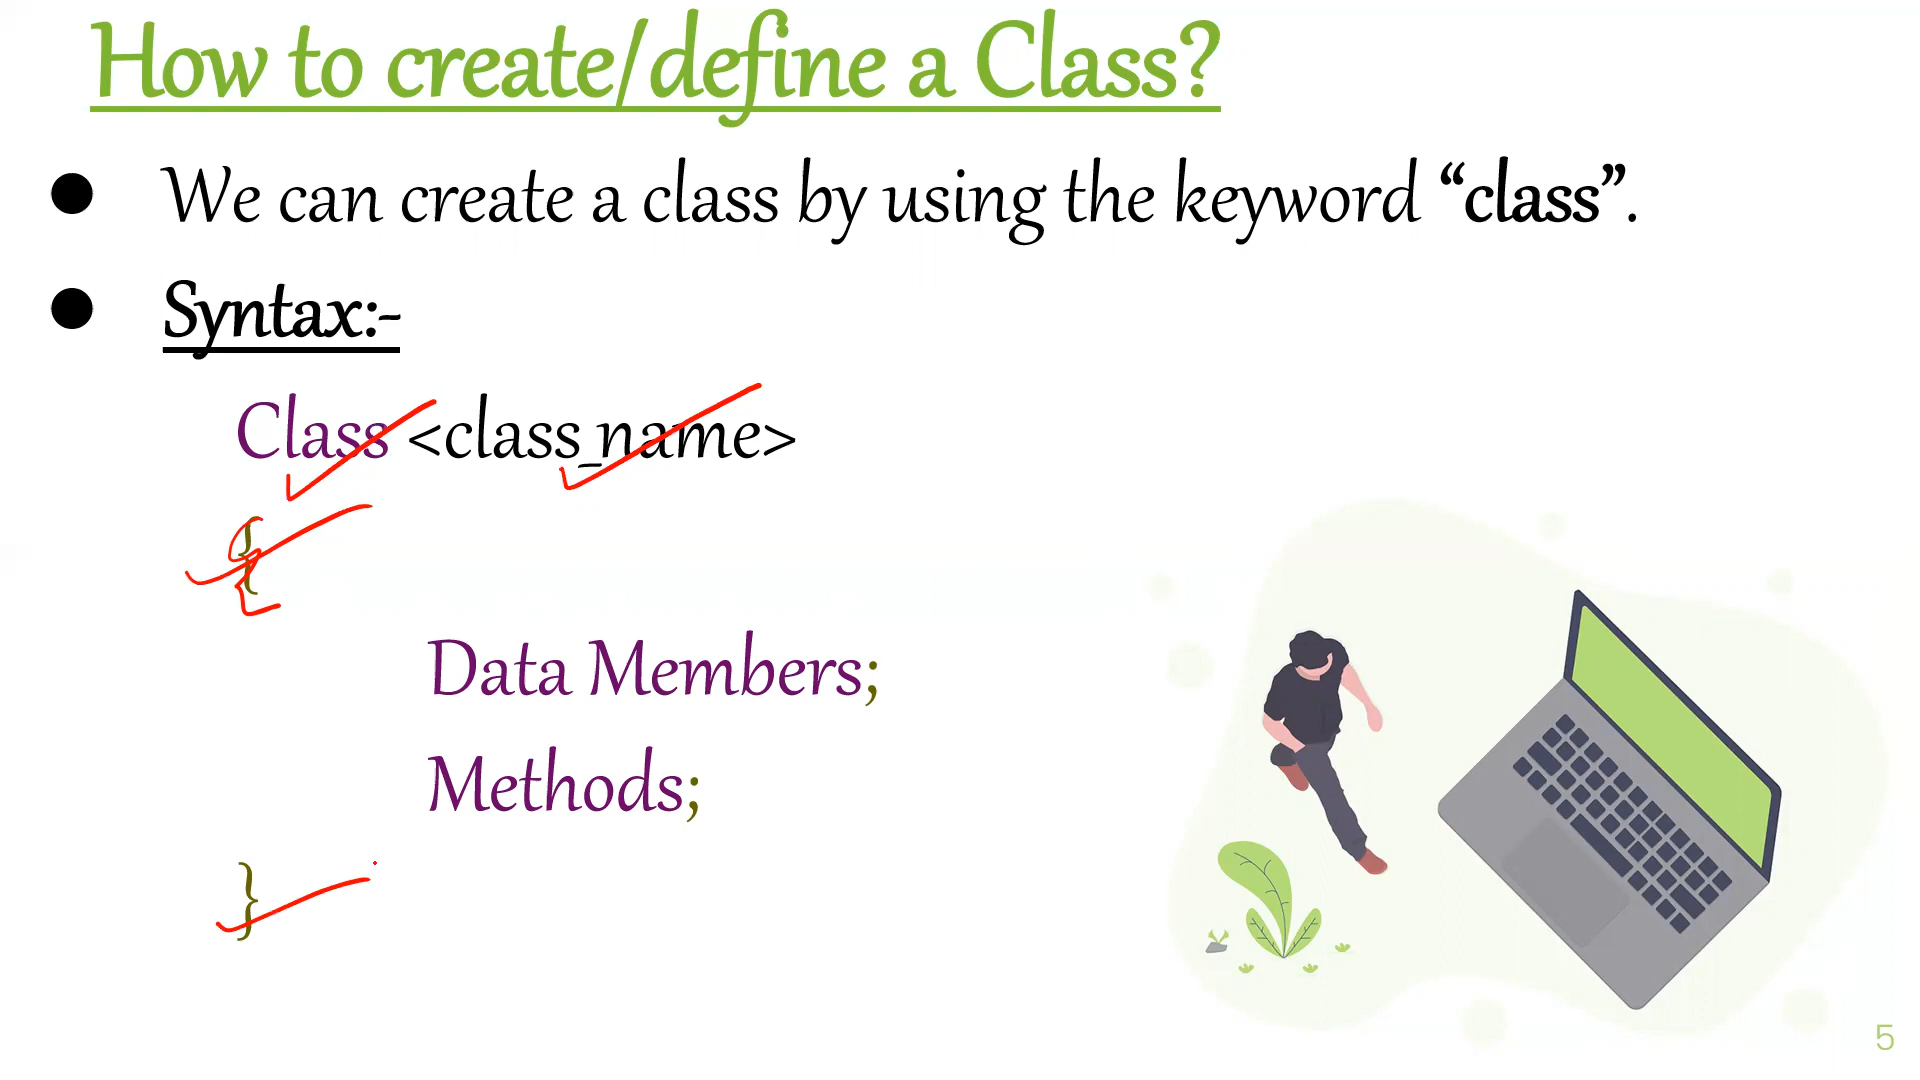 How to create/define a Class?
● We can create a class by using the keyword “class”.
● Syntax:-
Class <class_name>
{
Data Members;
Methods;
}
5